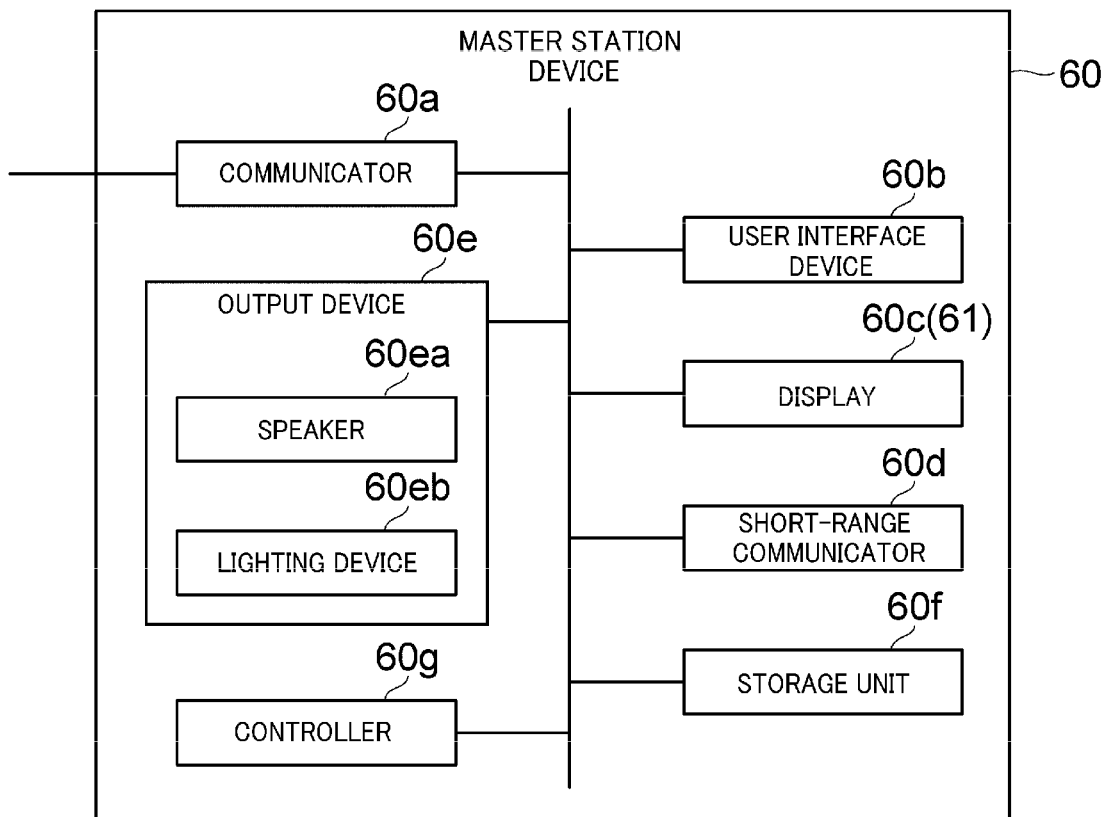 MASTER STATION
DEVICE
60
60a
COMMUNICATOR
60b
USER INTERFACE
DEVICE
60e
OUTPUT DEVICE
60c(61)
DISPLAY
60ea
SPEAKER
60d
SHORT-RANGE
COMMUNICATOR
60eb
LIGHTING DEVICE
60f
STORAGE UNIT
60g
CONTROLLER